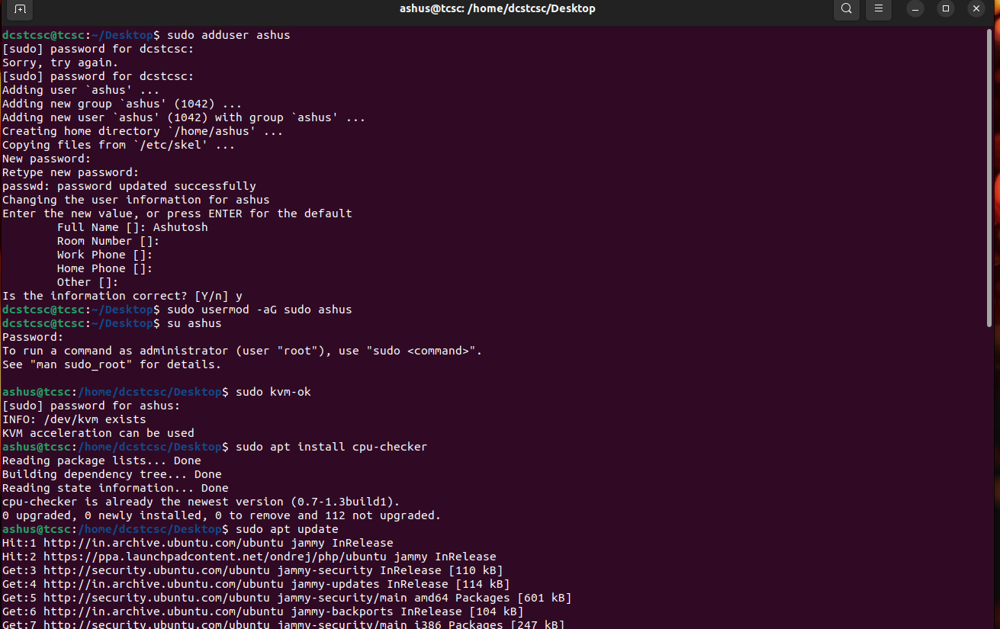 ashus@tcsc: /home/dcstcsc/Desktop
dcstcsc@tcsc:~/Desktop$ sudo adduser ashus
[sudo] password for dcstcsc:
Sorry, try again.
[sudo] password for dcstcsc:
Adding user `ashus' ...
Adding new group `ashus' (1042) ...
Adding new user `ashus' (1042) with group `ashus' ...
Creating home directory `/home/ashus' ...
Copying files from `/etc/skel' ...
New password:
Retype new password:
passwd: password updated successfully
Changing the user information for ashus
Enter the new value, or press ENTER for the default
Full Name []: Ashutosh
Room Number []:
Work Phone []:
Home Phone []:
Other []:
Is the information correct? [Y/n] y
dcstcsc@tcsc:~/Desktop$ sudo usermod -aG sudo ashus
dcstcsc@tcsc:~/Desktop$ su ashus
Password:
To run a command as administrator (user "root"), use "sudo <command>".
See "man sudo_root" for details.
ashus@tcsc:/home/dcstcsc/Desktop$ sudo kvm-ok
[sudo] password for ashus:
INFO: /dev/kvm exists
KVM acceleration can be used
ashus@tcsc:/home/dcstcsc/Desktop$ sudo apt install cpu-checker
Reading package lists... Done
Building dependency tree... Done
Reading state information... Done
cpu-checker is already the newest version (0.7-1.3build1).
0 upgraded, 0 newly installed, 0 to remove and 112 not upgraded.
ashus@tcsc:/home/dcstcsc/Desktop$ sudo apt update
Hit:1 http://in.archive.ubuntu.com/ubuntu jammy InRelease
Hit:2 https://ppa.launchpadcontent.net/ondrej/php/ubuntu jammy InRelease
Get:3 http://security.ubuntu.com/ubuntu jammy-security InRelease [110 kB]
Get:4 http://in.archive.ubuntu.com/ubuntu jammy-updates InRelease [114 kB]
Get:5 http://security.ubuntu.com/ubuntu jammy-security/main amd64 Packages [601 kB]
Get:6 http://in.archive.ubuntu.com/ubuntu jammy-backports InRelease [104 kB]
Get:7 http://security.ubuntu.com/ubuntu jammy-security/main i386 Packages [247 kB]